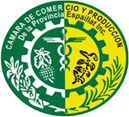 CAMARA DE COMERCIO Y PRODUCCION
De la Provincia Espaillat Inc.